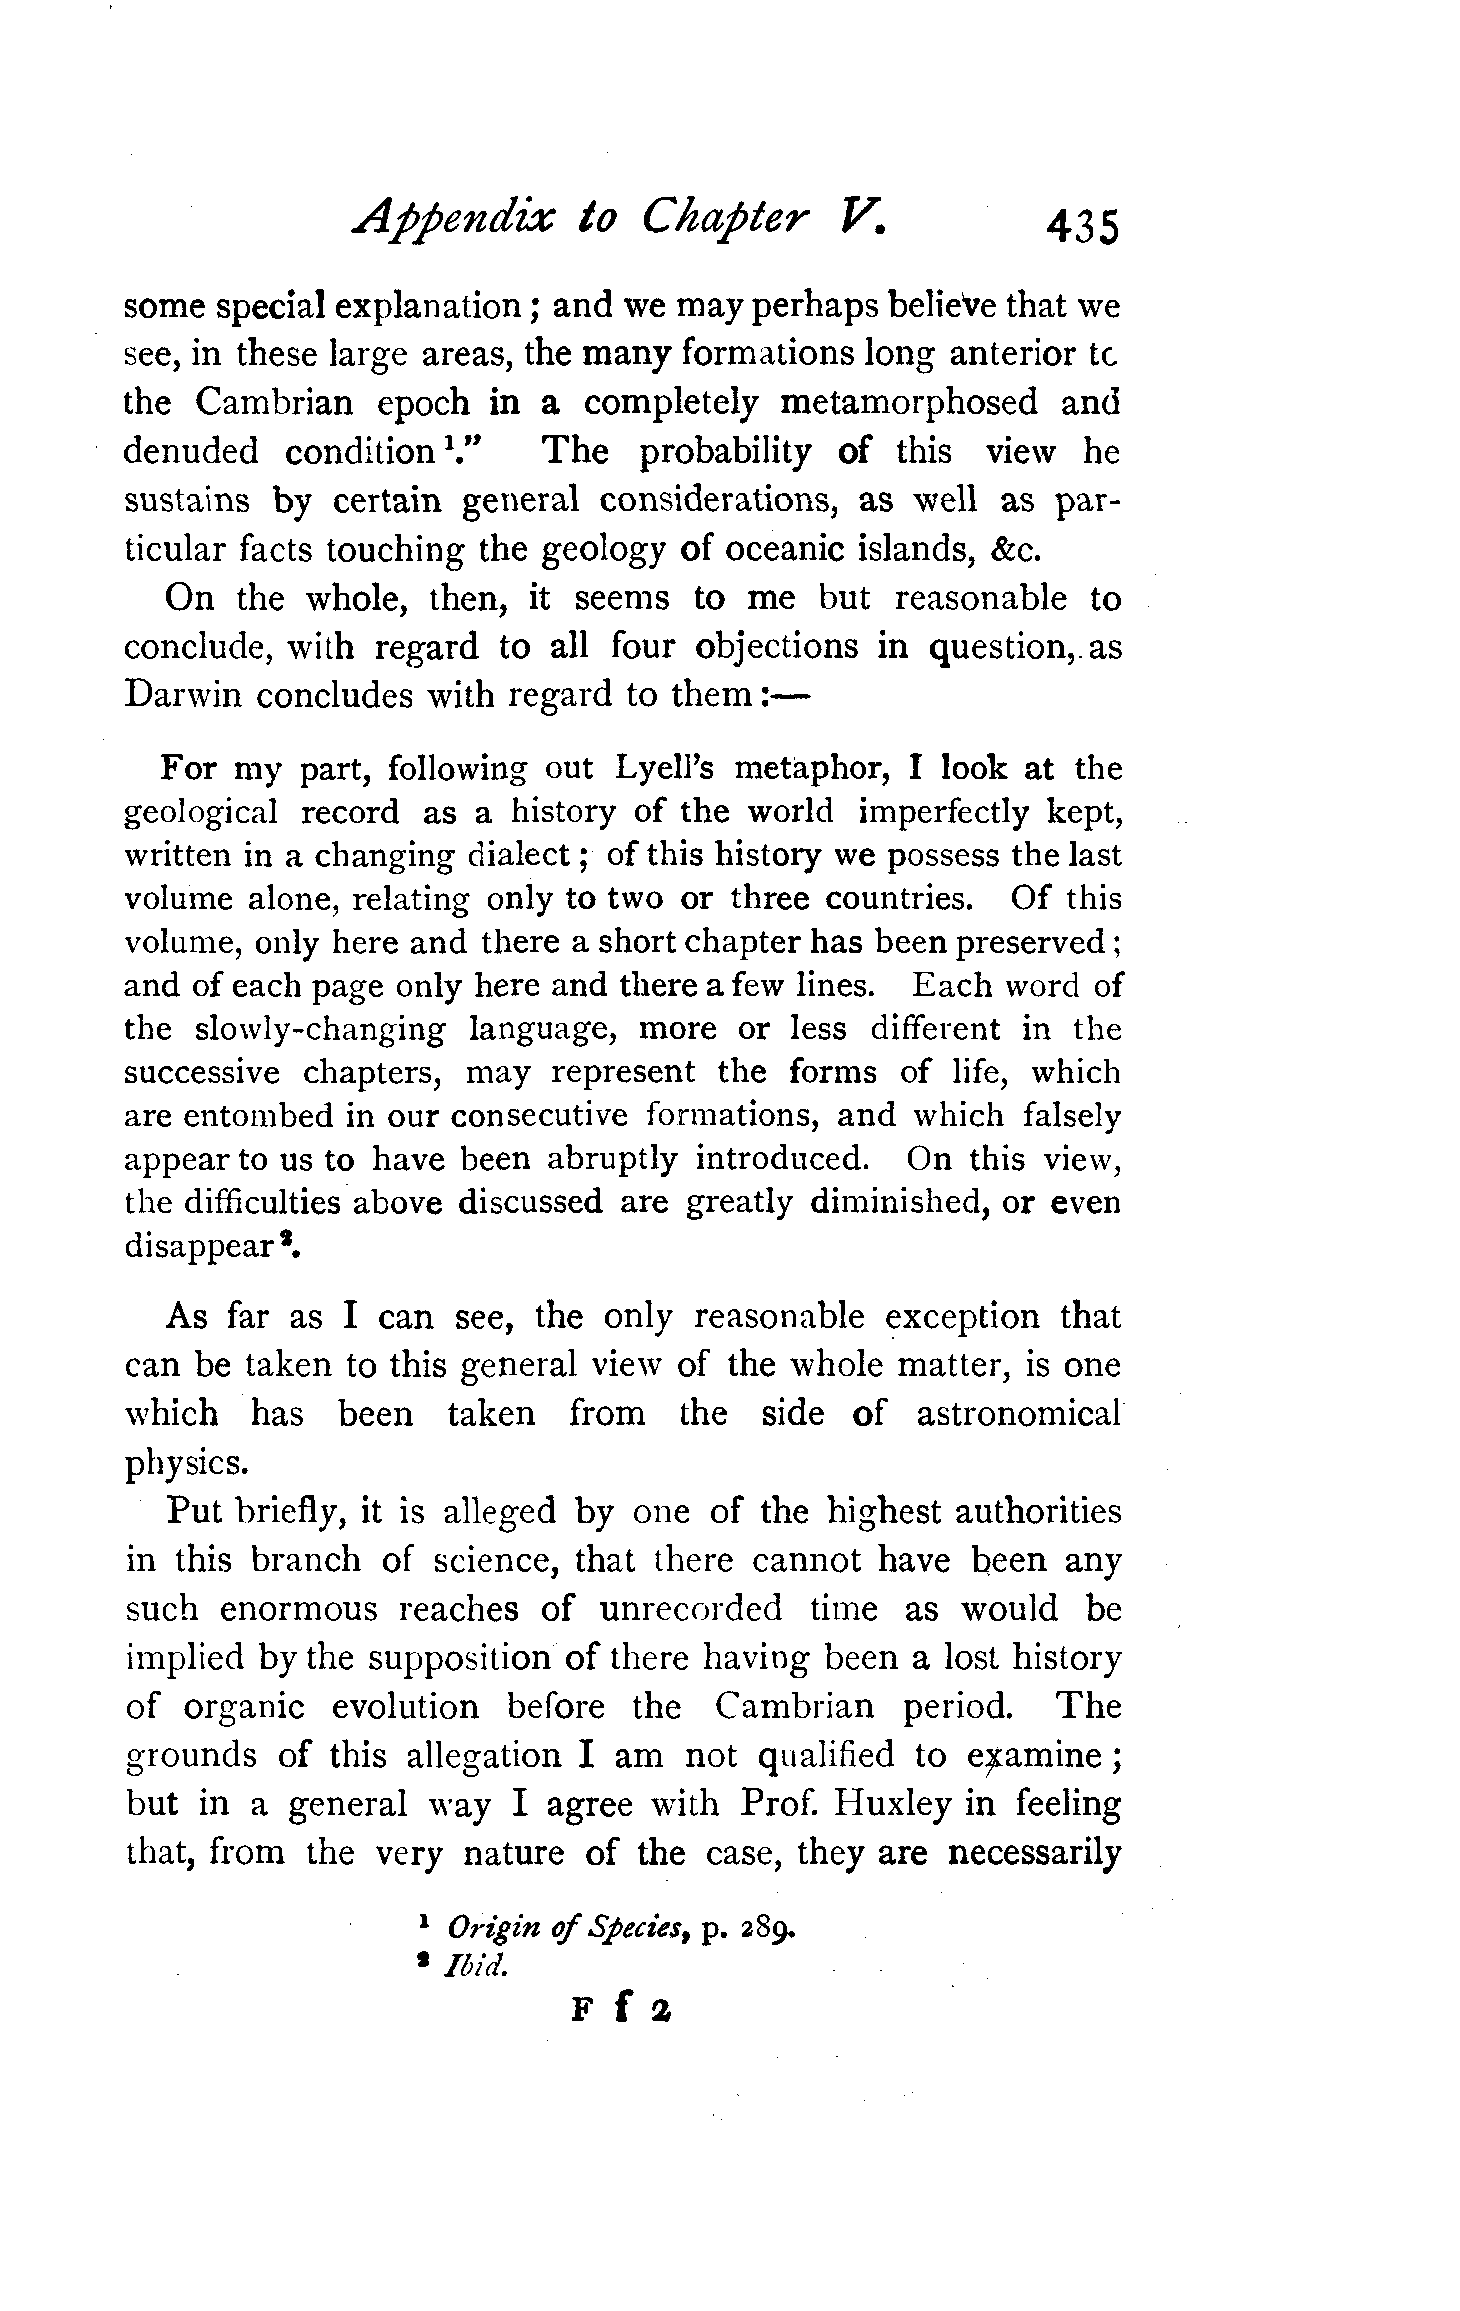 Appendix to Chapter V. 435
some special explanation ; and we may perhaps believe that we
see, in these large areas, the many formations long anterior to
the Cambrian epoch in a completely metamorphosed and
denuded condition ¹." The probability of this view he
sustains by certain general considerations, as well as par-
ticular facts touching the geology of oceanic islands, &c.
On the whole, then, it seems to me but reasonable to
conclude, with regard to all four objections in question, as
Darwin concludes with regard to them :—
For my part, following out Lyell's metaphor, I look at the
geological record as a history of the world imperfectly kept,
written in a changing dialect ; of this history we possess the last
volume alone, relating only to two or three countries. Of this
volume, only here and there a short chapter has been preserved ;
and of each page only here and there a few lines. Each word of
the slowly-changing language, more or less different in the
successive chapters, may represent the forms of life, which
are entombed in our consecutive formations, and which falsely
appear to us to have been abruptly introduced. On this view,
the difficulties above discussed are greatly diminished, or even
disappear ².
As far as I can see, the only reasonable exception that
can be taken to this general view of the whole matter, is one
which has been taken from the side of astronomical
physics.
Put briefly, it is alleged by one of the highest authorities
in this branch of science, that there cannot have been any
such enormous reaches of unrecorded time as would be
implied by the supposition of there having been a lost history
of organic evolution before the Cambrian period. The
grounds of this allegation I am not qualified to examine ;
but in a general way I agree with Prof. Huxley in feeling
that, from the very nature of the case, they are necessarily
¹ Origin of Species, p. 289.
² Ibid.
F f 2